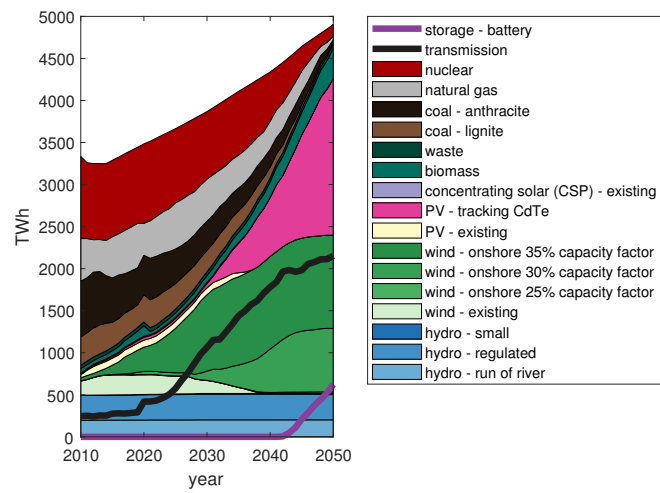 5000
4500
4000
3500
3000
2500
2000
1500
1000
500
0
TWh
2010
2020
2030
2040
2050
year
storage - battery
transmission
nuclear
natural gas
coal - anthracite
coal - lignite
waste
biomass
concentrating solar (CSP) - existing
PV - tracking CdTe
PV - existing
wind - onshore 35% capacity factor
wind - onshore 30% capacity factor
wind - onshore 25% capacity factor
wind - existing
hydro - small
hydro - regulated
hydro - run of river